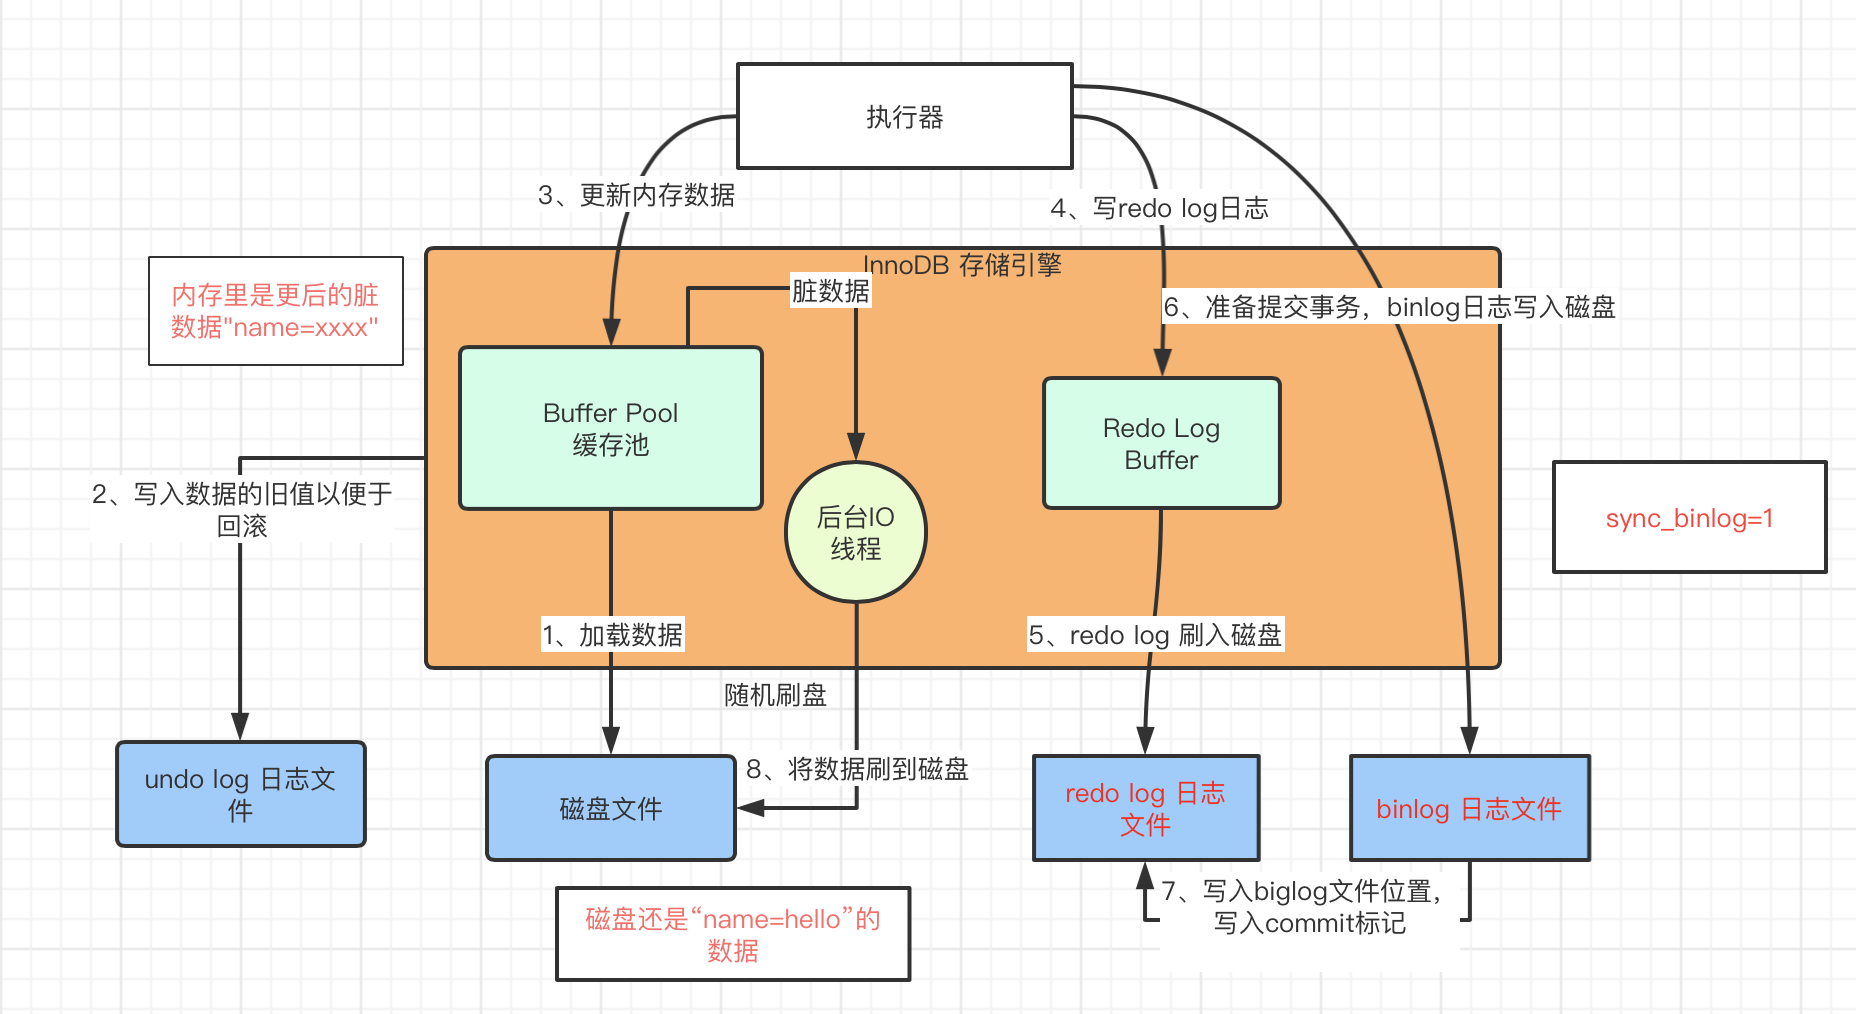 执行器
3、更新内存数据
4、写redo log日志
InnoDB 存储引擎
内存里是更后的脏
数据"name=xxxx"
脏数据
6、准备提交事务，binlog日志写入磁盘
Buffer Pool
缓存池
Redo Log
Buffer
2、写入数据的旧值以便于
回滚
后台IO
线程
sync_binlog=1
1、加载数据
5、redo log 刷入磁盘
随机刷盘
undo log 日志文
件
8、将数据刷到磁盘
磁盘文件
redo log 日志
文件
binlog 日志文件
7、写入biglog文件位置，
写入commit标记
磁盘还是“name=hello”的
数据